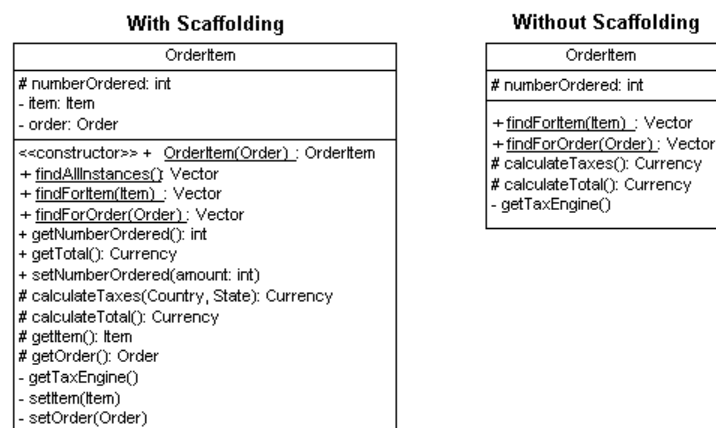 With Scaffolding
OrderItem
# numberOrdered: int
- item: Item
- order: Order
<<constructor>> + OrderItem(Order) : OrderItem
+ findAllInstances(): Vector
+ findForItem(Item) : Vector
+ findForOrder(Order) : Vector
+ getNumberOrdered(): int
+ getTotal(): Currency
+ setNumberOrdered(amount: int)
# calculateTaxes(Country, State): Currency
# calculateTotal(): Currency
# getItem(): Item
# getOrder(): Order
- getTaxEngine()
- setItem(Item)
- setOrder(Order)
Without Scaffolding
OrderItem
# numberOrdered: int
+ findForItem(Item) : Vector
+ findForOrder(Order) : Vector
# calculateTaxes(): Currency
# calculateTotal(): Currency
- getTaxEngine()